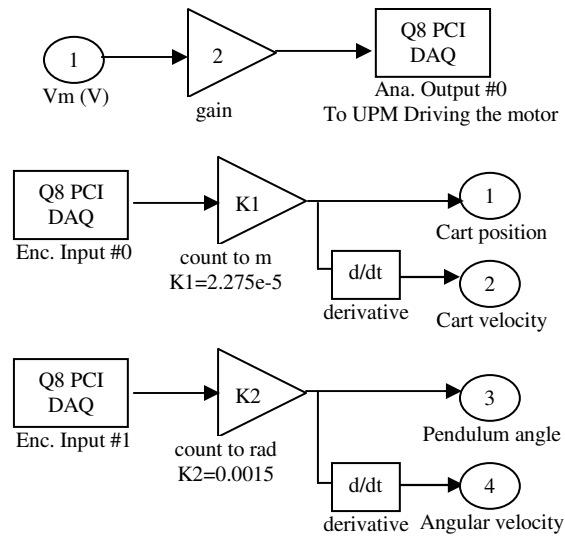 1
Vm (V)
2
gain
Q8 PCI
DAQ
Ana. Output #0
To UPM Driving the motor
Q8 PCI
DAQ
Enc. Input #0
K1
count to m
K1=2.275e-5
1
Cart position
d/dt
derivative
2
Cart velocity
Q8 PCI
DAQ
Enc. Input #1
K2
count to rad
K2=0.0015
3
Pendulum angle
d/dt
derivative
4
Angular velocity